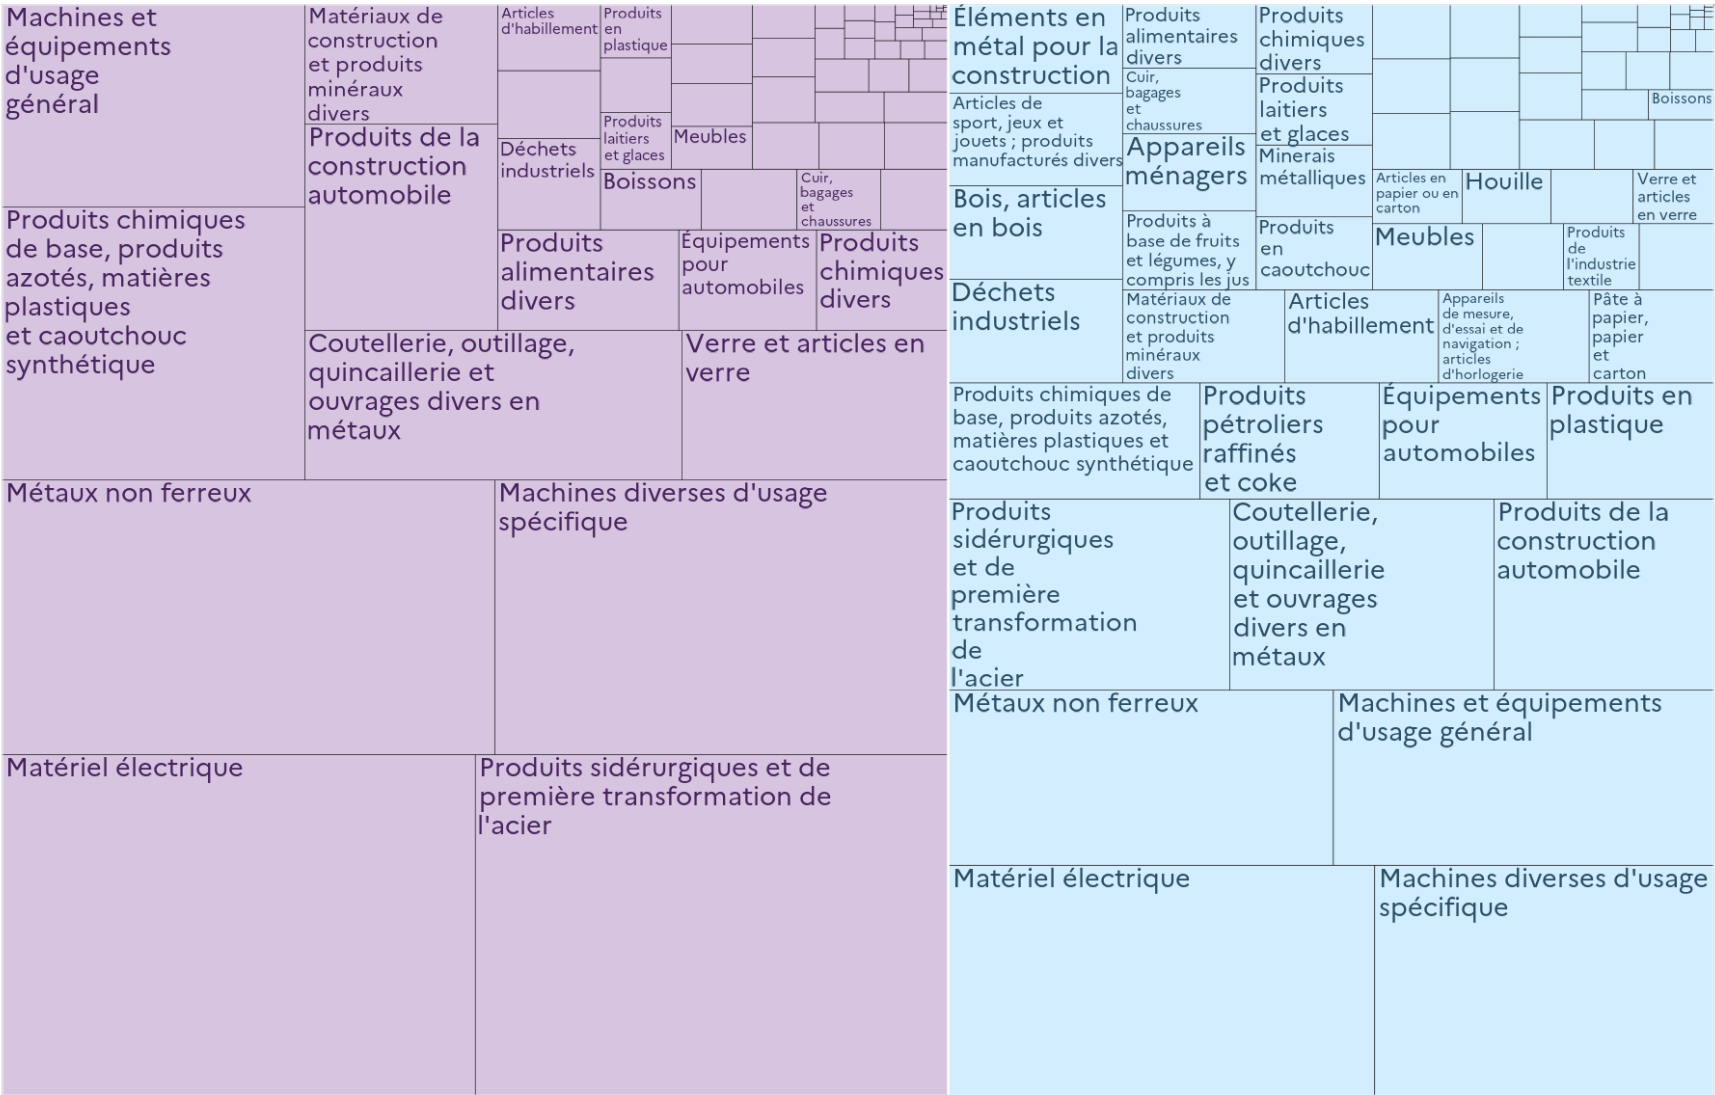 Machines et
équipements
d'usage
général
Matériaux de
construction
et produits
minéraux
divers
Articles
d'habillement
Produits
en
plastique
Produits de la
construction
automobile
Déchets
industriels
Produits
laitiers
et glaces
Meubles
Boissons
Cuir,
bagages
et
chaussures
Produits chimiques
de base, produits
azotés, matières
plastiques
et caoutchouc
synthétique
Produits
alimentaires
divers
Équipements
pour
automobiles
Produits
chimiques
divers
Coutellerie, outillage,
quincaillerie et
ouvrages divers en
métaux
Verre et articles en
verre
Métaux non ferreux
Machines diverses d'usage
spécifique
Matériel électrique
Produits sidérurgiques et de
première transformation de
l'acier
Éléments en
métal pour la
construction
Produits
alimentaires
divers
Produits
chimiques
divers
Cuir,
bagages
et
chaussures
Produits
laitiers
et glaces
Boissons
Articles de
sport, jeux et
jouets ; produits
manufacturés divers
Appareils
ménagers
Minerais
métalliques
Articles en
papier ou en
carton
Houille
Verre et
articles
en verre
Bois, articles
en bois
Produits à
base de fruits
et légumes, y
compris les jus
Produits
en
caoutchouc
Meubles
Produits
de
l'industrie
textile
Déchets
industriels
Matériaux de
construction
et produits
minéraux
divers
Articles
d'habillement
Appareils
de mesure,
d'essai et de
navigation ;
articles
d'horlogerie
Pâte à
papier,
papier
et
carton
Produits chimiques de
base, produits azotés,
matières plastiques et
caoutchouc synthétique
Produits
pétroliers
raffinés
et coke
Équipements
pour
automobiles
Produits en
plastique
Produits
sidérurgiques
et de
première
transformation
de
l'acier
Coutellerie,
outillage,
quincaillerie
et ouvrages
divers en
métaux
Produits de la
construction
automobile
Métaux non ferreux
Machines et équipements
d'usage général
Matériel électrique
Machines diverses d'usage
spécifique